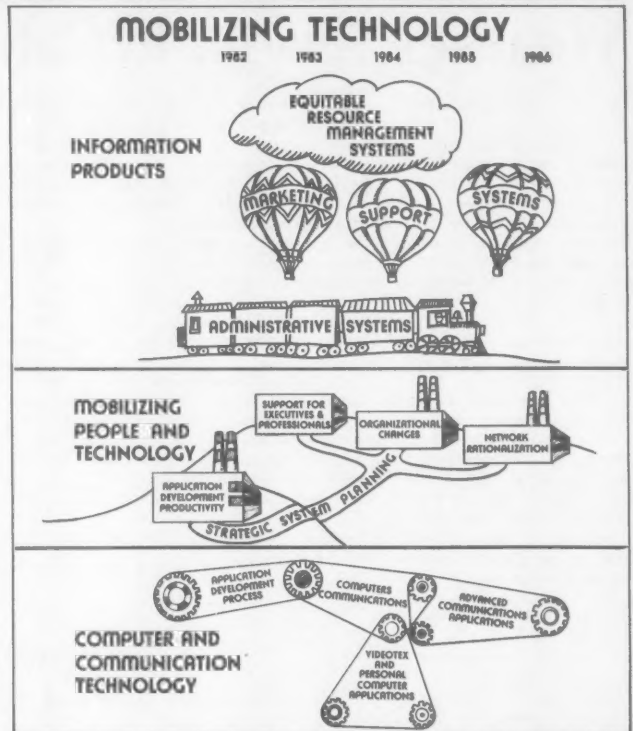 MOBILIZING TECHNOLOGY
1982 1983 1984 1985 1986
INFORMATION
PRODUCTS
EQUITABLE
RESOURCE
MANAGEMENT
SYSTEMS
MARKETING
SUPPORT
SYSTEMS
ADMINISTRATIVE SYSTEMS
MOBILIZING
PEOPLE AND
TECHNOLOGY
SUPPORT FOR
EXECUTIVES &
PROFESSIONALS
ORGANIZATIONAL
CHANGES
NETWORK
RATIONALIZATION
APPLICATION
DEVELOPMENT
PRODUCTIVITY
STRATEGIC SYSTEM PLANNING
COMPUTER AND
COMMUNICATION
TECHNOLOGY
APPLICATION
DEVELOPMENT
PROCESS
COMPUTERS
COMMUNICATIONS
ADVANCED
COMMUNICATIONS
APPLICATIONS
VIDEOTEX
AND
PERSONAL
COMPUTER
APPLICATIONS